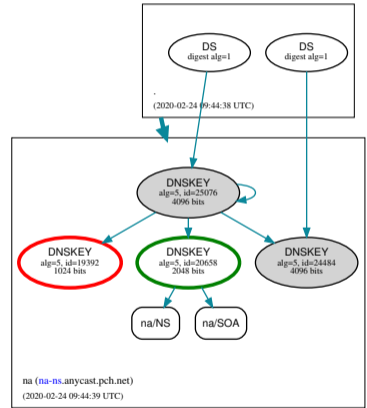 DS
digest alg=1
DS
digest alg=1
.
(2020-02-24 09:44:38 UTC)
DNSKEY
alg=5, id=25076
4096 bits
DNSKEY
alg=5, id=19392
1024 bits
DNSKEY
alg=5, id=20658
2048 bits
DNSKEY
alg=5, id=24484
4096 bits
na/NS
na/SOA
na (na-ns.anycast.pch.net)
(2020-02-24 09:44:39 UTC)